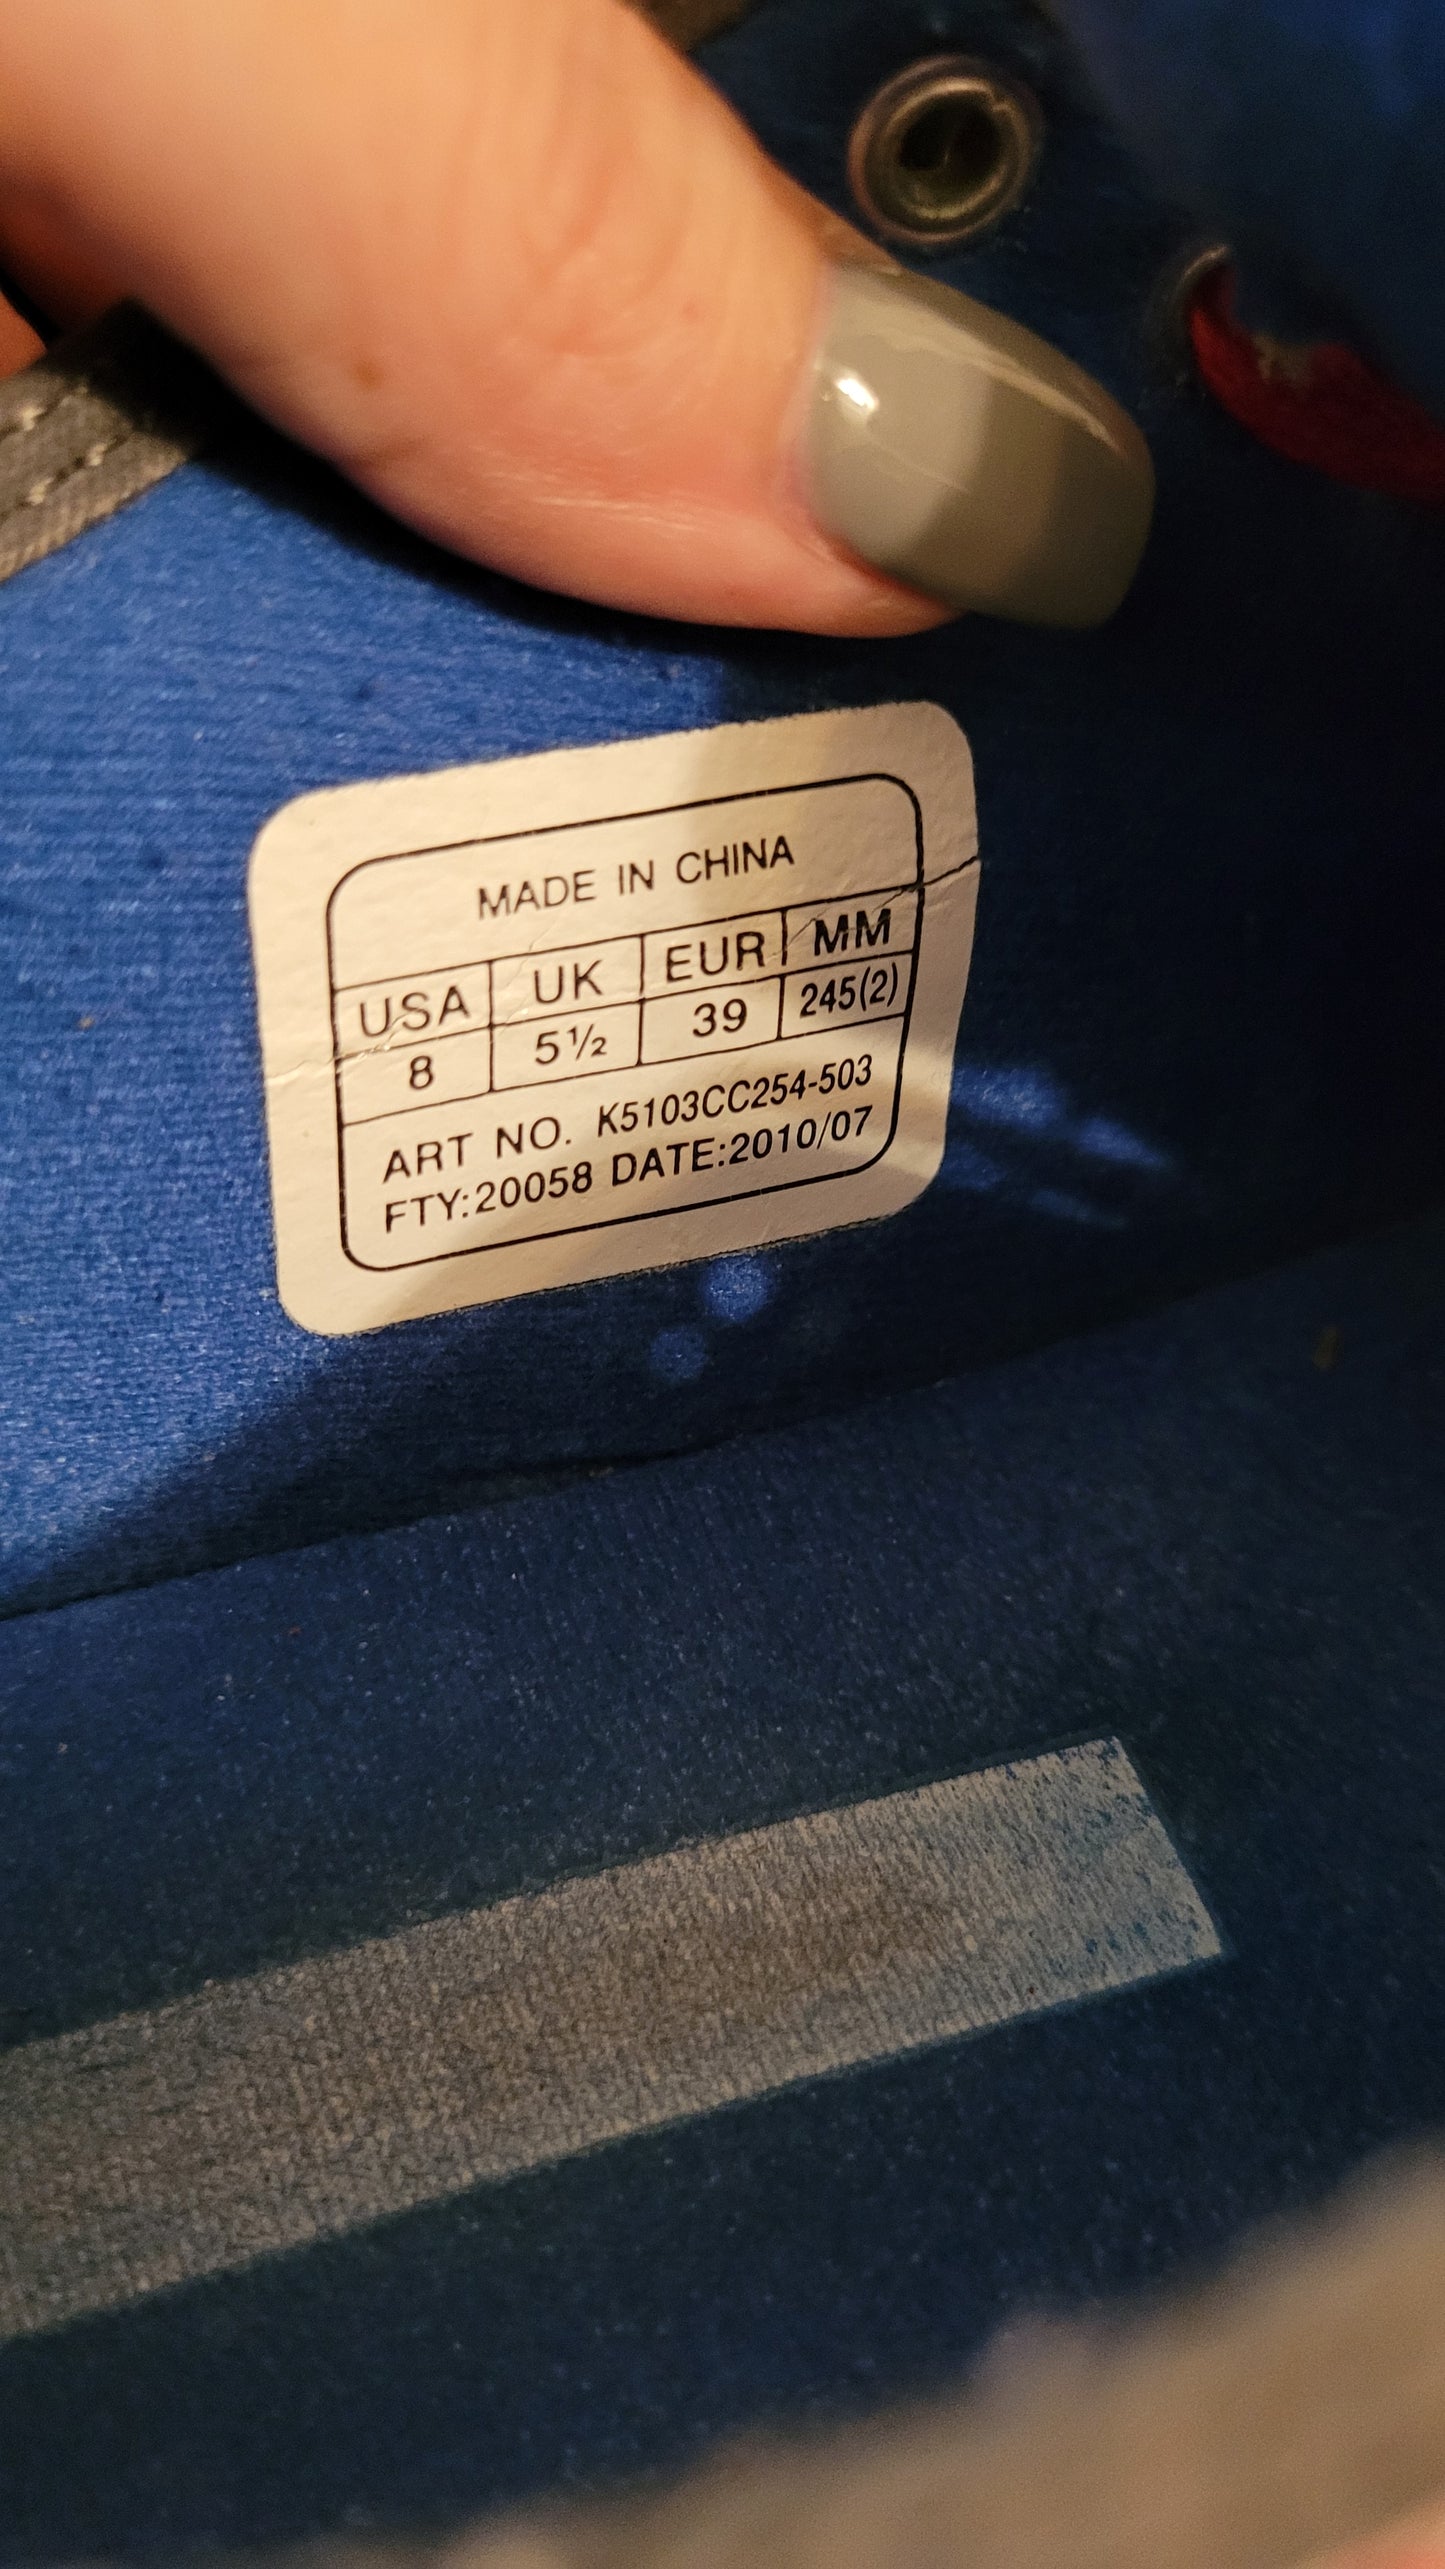 MADE IN CHINA
USA UK EUR MM
8 5½ 39 245(2)
ART NO. K5103CC254-503
FTY:20058 DATE:2010/07